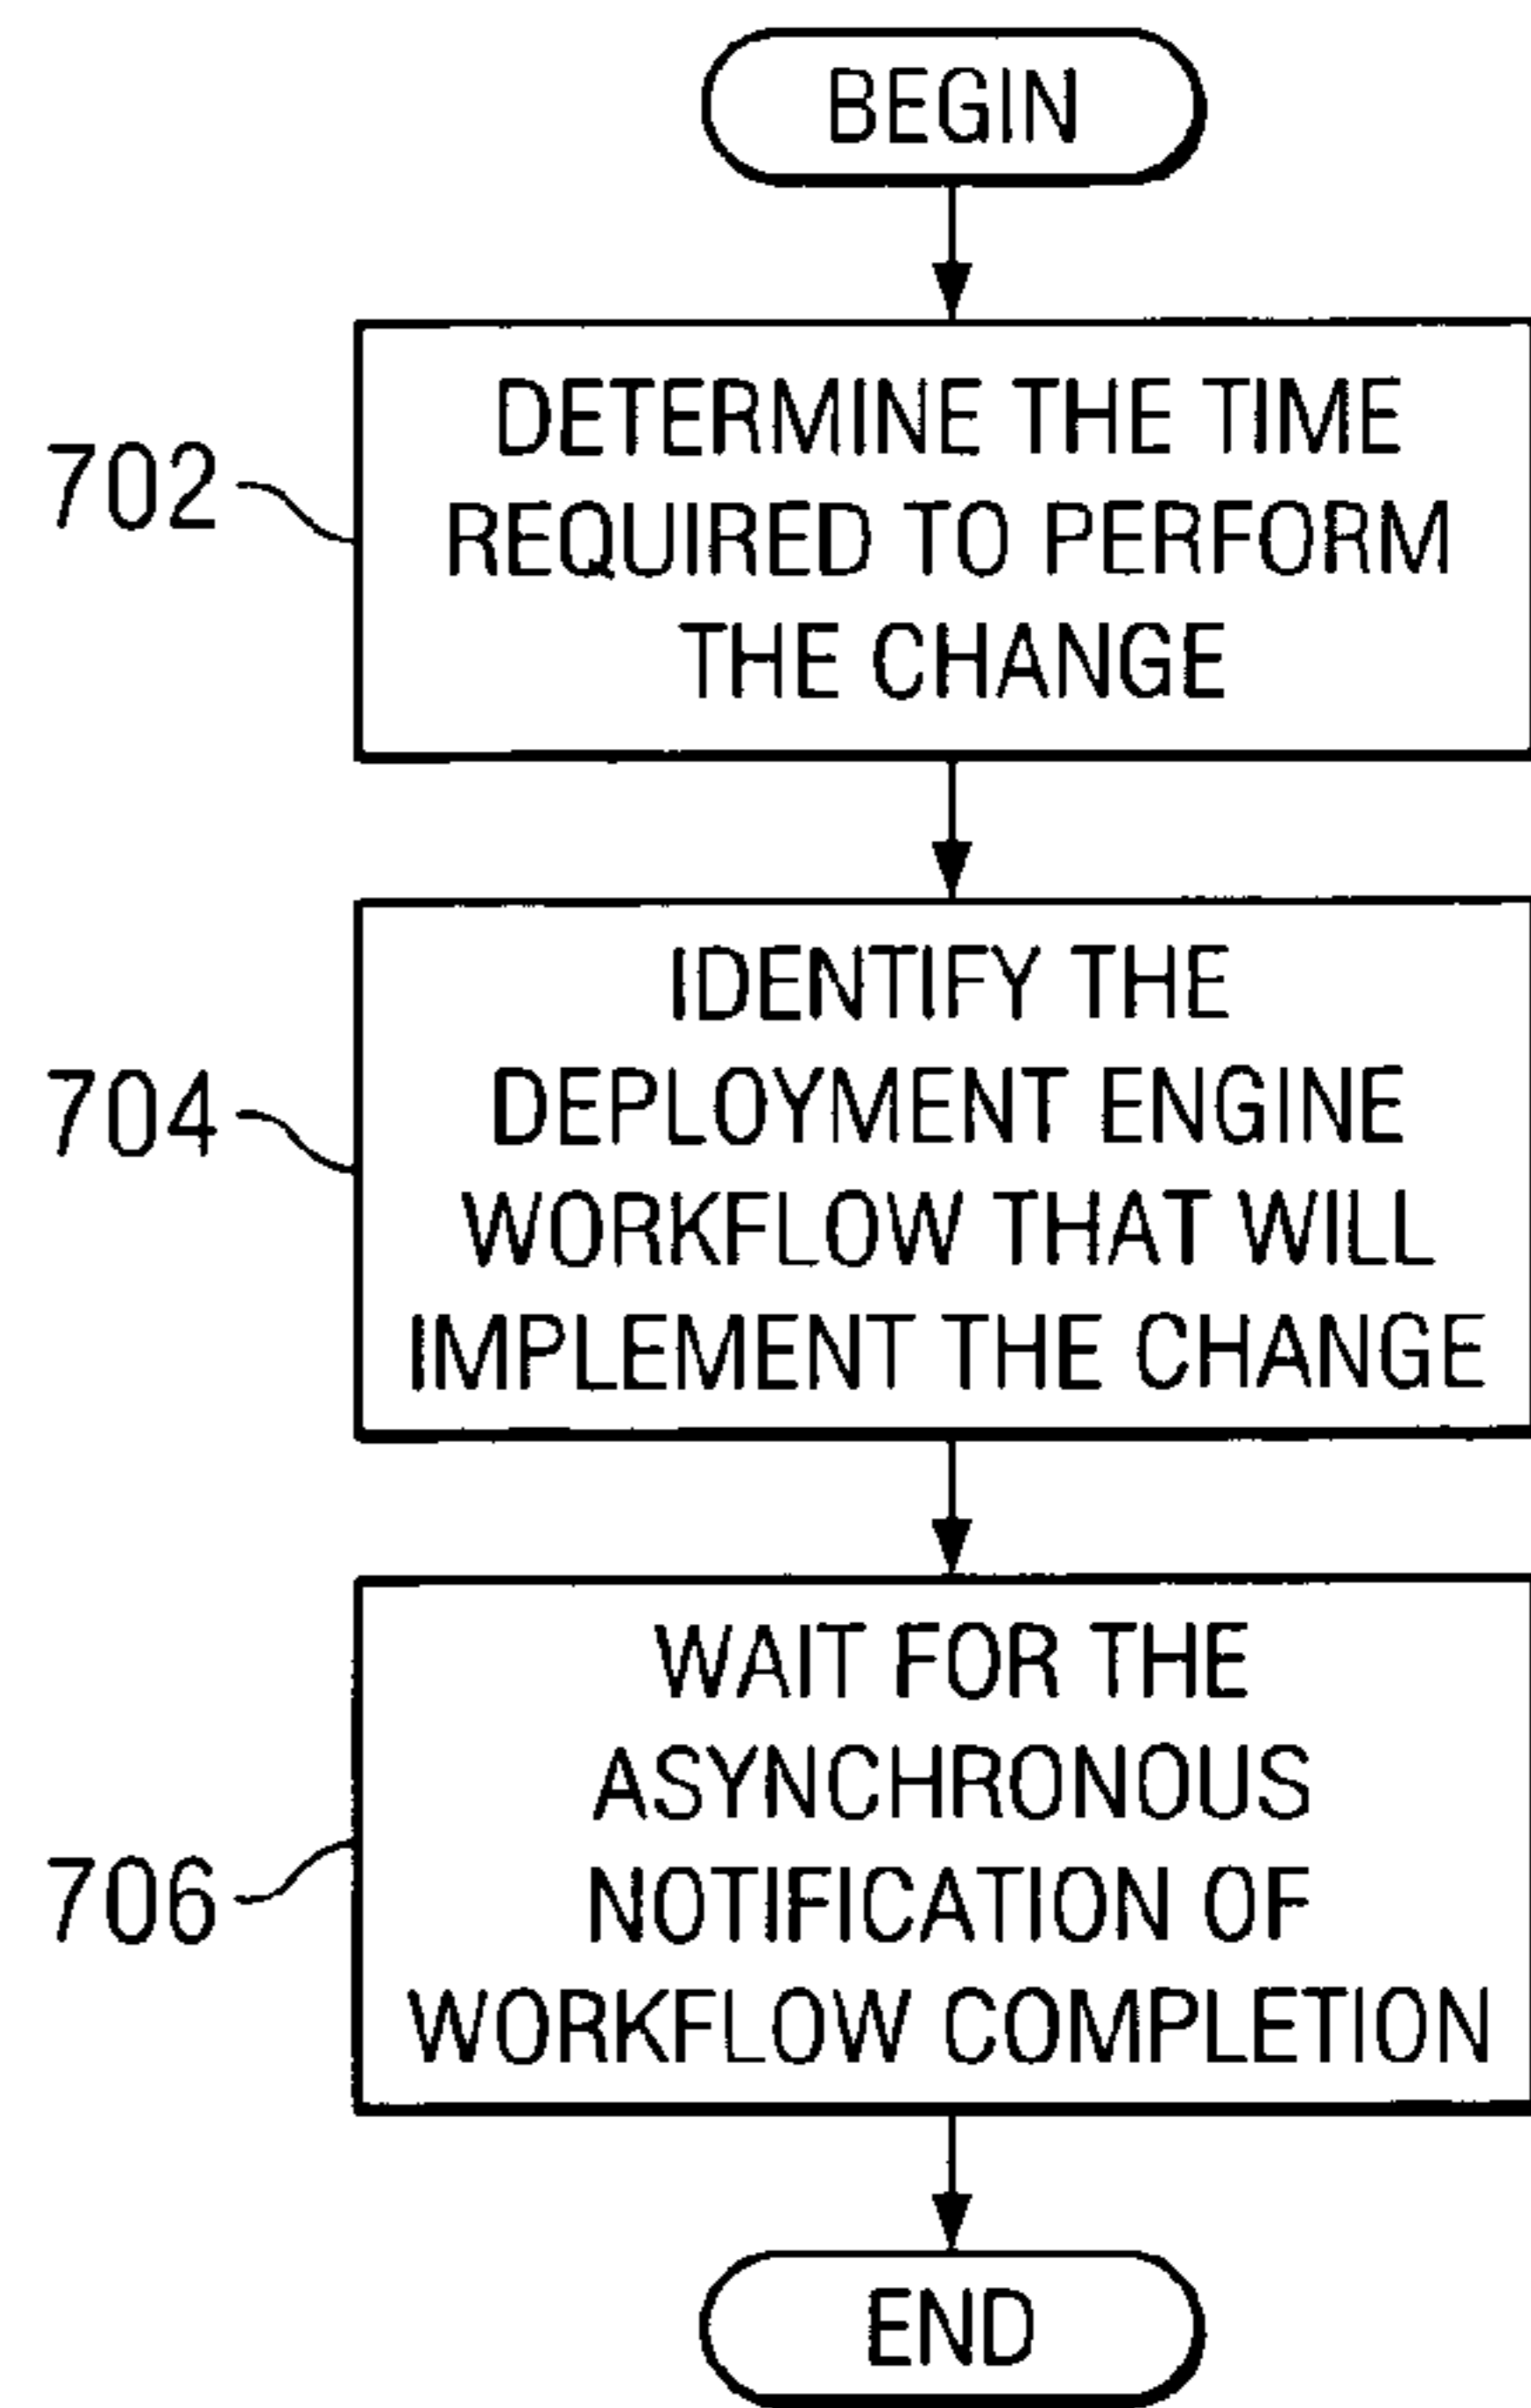 BEGIN
702
DETERMINE THE TIME
REQUIRED TO PERFORM
THE CHANGE
704
IDENTIFY THE
DEPLOYMENT ENGINE
WORKFLOW THAT WILL
IMPLEMENT THE CHANGE
706
WAIT FOR THE
ASYNCHRONOUS
NOTIFICATION OF
WORKFLOW COMPLETION
END